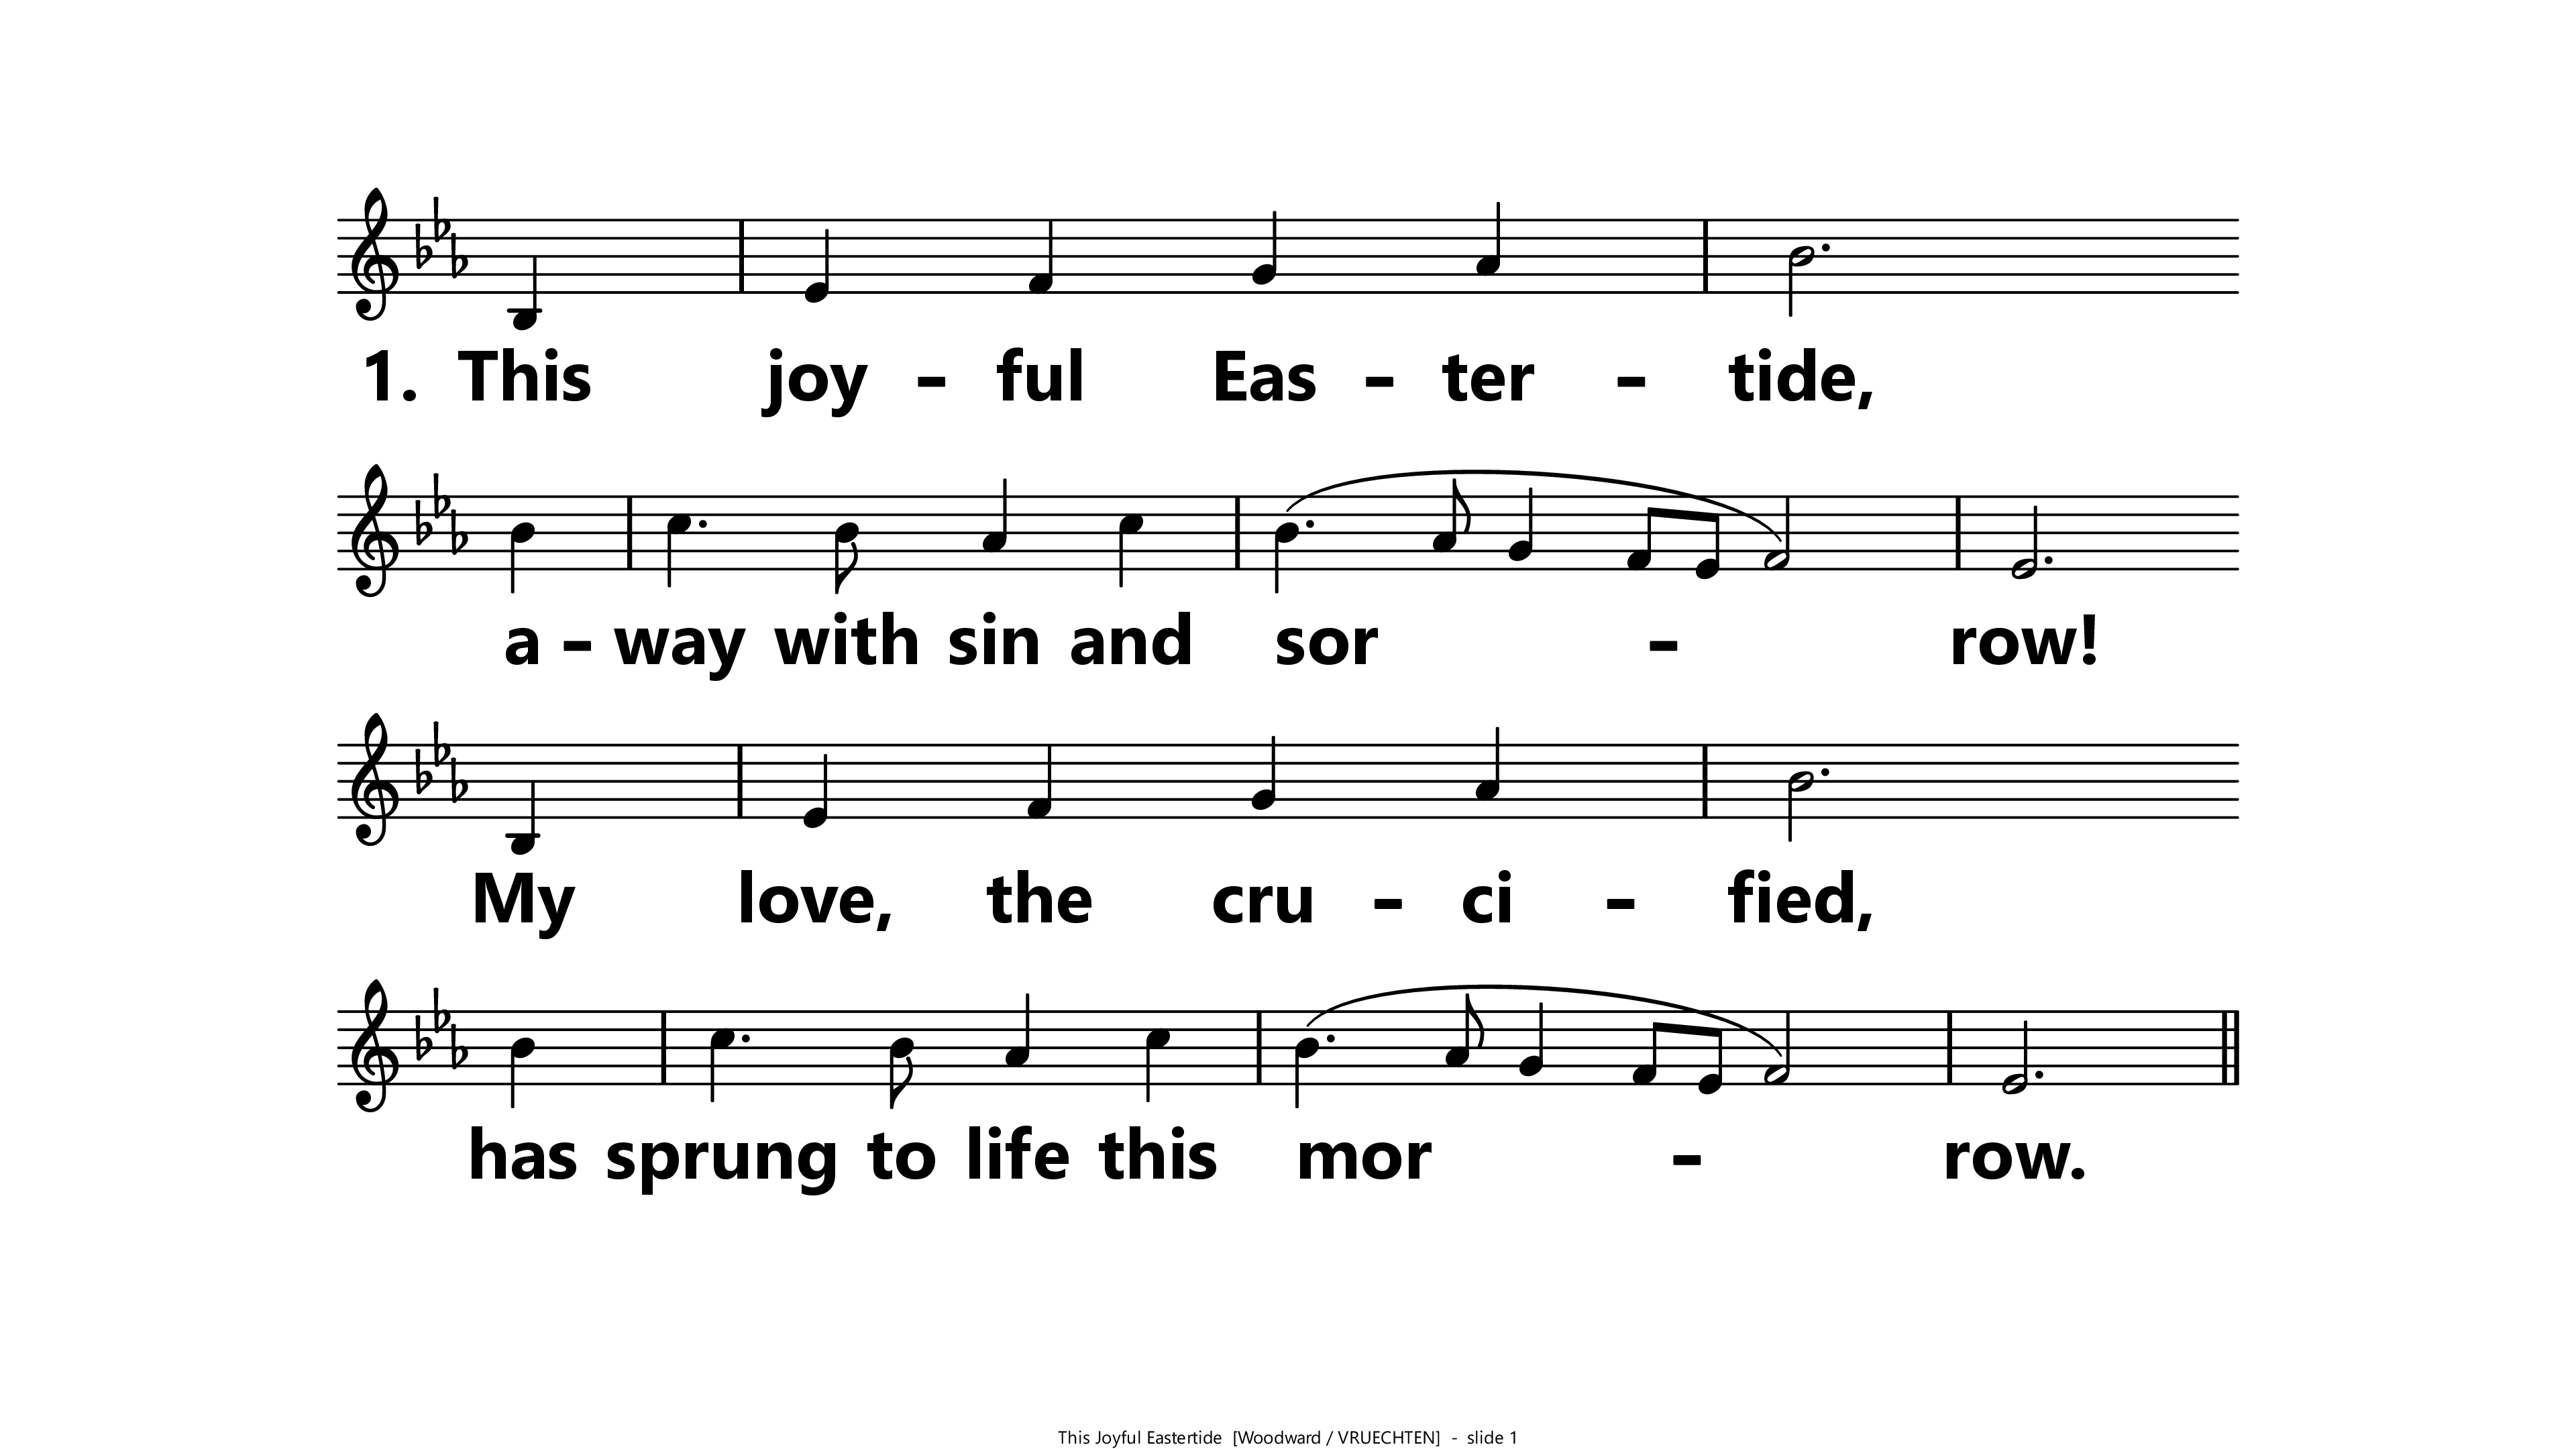 1. This joy - ful Eas - ter - tide,
a - way with sin and sor - row!
My love, the cru - ci - fied,
has sprung to life this mor - row.
This Joyful Eastertide [Woodward / VRUECHTEN] - slide 1